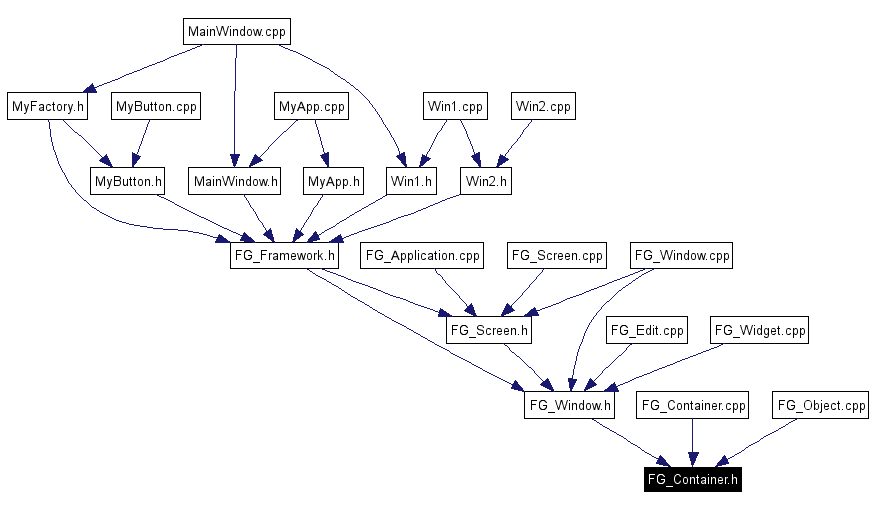 MainWindow.cpp
MyFactory.h
MyButton.cpp
MyApp.cpp
Win1.cpp
Win2.cpp
MyButton.h
MainWindow.h
MyApp.h
Win1.h
Win2.h
FG_Framework.h
FG_Application.cpp
FG_Screen.cpp
FG_Window.cpp
FG_Screen.h
FG_Edit.cpp
FG_Widget.cpp
FG_Window.h
FG_Container.cpp
FG_Object.cpp
FG_Container.h